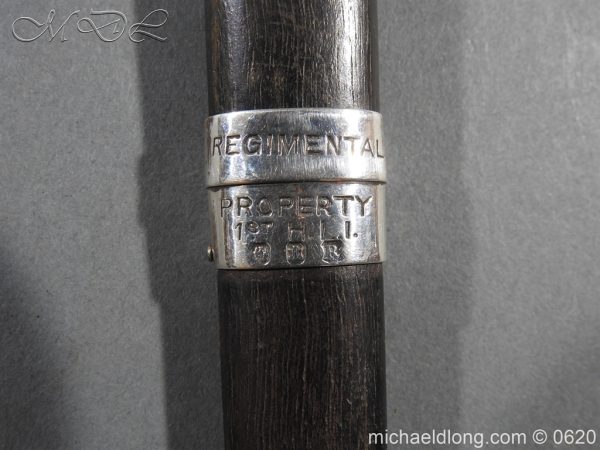 MDL
REGIMENTAL
PROPERTY
1ST H.L.I.
R
michaeldlong.com © 0620